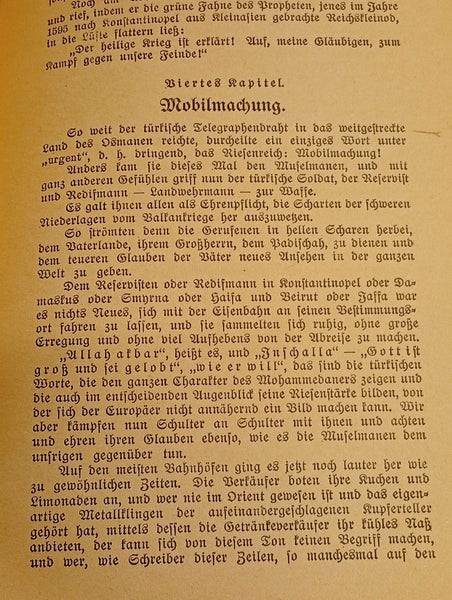 und rief, indem er die grüne Fahne des Propheten, jenes im Jahre
1595 nach Konstantinopel aus Kleinasien gebrachte Reichskleinod,
in die Lüfte flattern ließ:
„Der heilige Krieg ist erklärt! Auf, meine Gläubigen, zum
Kampf gegen unsere Feinde!“
Viertes Kapitel.
Mobilmachung.
So weit der türkische Telegraphendraht in das weitgestreckte
Land des Osmanen reichte, durcheilte ein einziges Wort unter
„urgent“, d. h. dringend, das Riesenreich: Mobilmachung!
Anders kam sie dieses Mal den Muselmanen, und mit
ganz anderen Gefühlen griff nun der türkische Soldat, der Reservist
und Redifmann — Landwehrmann — zur Waffe.
Es galt ihnen allen als Ehrenpflicht, die Scharten der schweren
Niederlagen vom Balkankriege her auszuwetzen.
So strömten denn die Gerufenen in hellen Scharen herbei,
dem Vaterlande, ihrem Großherrn, dem Padischah, zu dienen und
dem teueren Glauben der Väter neues Ansehen in der ganzen
Welt zu geben.
Dem Reservisten oder Redifmann in Konstantinopel oder Da-
maskus oder Smyrna oder Haifa und Beirut oder Jaffa war
es nichts Neues, sich mit der Eisenbahn an seinen Bestimmungs-
ort fahren zu lassen, und sie sammelten sich ruhig, ohne große
Erregung und ohne viel Aufhebens von der Abreise zu machen.
„Allah akbar“, heißt es, und „Inschalla“ — „Gott ist
groß und sei gelobt“, „wie er will“, das sind die türkischen
Worte, die den ganzen Charakter des Mohammedaners zeigen und
die auch im entscheidenden Augenblick seine Riesenstärke bilden, von
der sich der Europäer nicht annähernd ein Bild machen kann. Wir
aber kämpfen nun Schulter an Schulter mit ihnen und achten
und ehren ihren Glauben ebenso, wie es die Muselmanen dem
unsrigen gegenüber tun.
Auf den meisten Bahnhöfen ging es jetzt noch lauter her wie
zu gewöhnlichen Zeiten. Die Verkäufer boten ihre Kuchen und
Limonaden an, und wer nie im Orient gewesen ist und das eigen-
artige Metallklingen der aufeinandergeschlagenen Kupferteller
gehört hat, mittels dessen die Getränkeverkäufer ihr kühles Naß
anbieten, der kann sich von diesem Ton keinen Begriff machen,
und wer, wie Schreiber dieser Zeilen, so manchesmal auf den